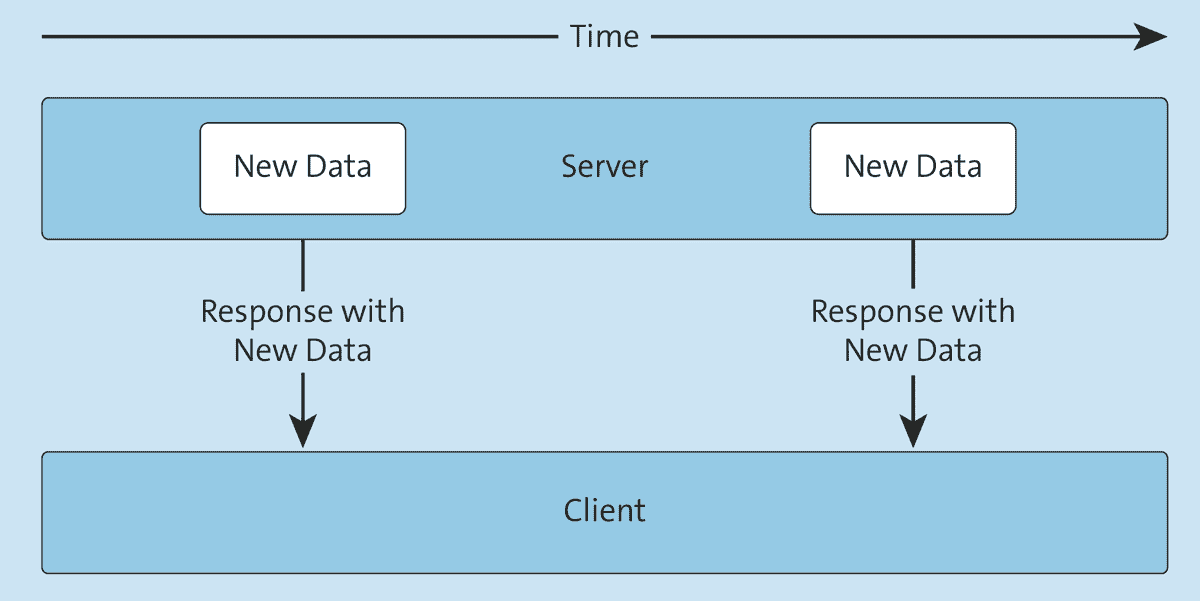 Time
New Data
Server
New Data
Response with
New Data
Response with
New Data
Client